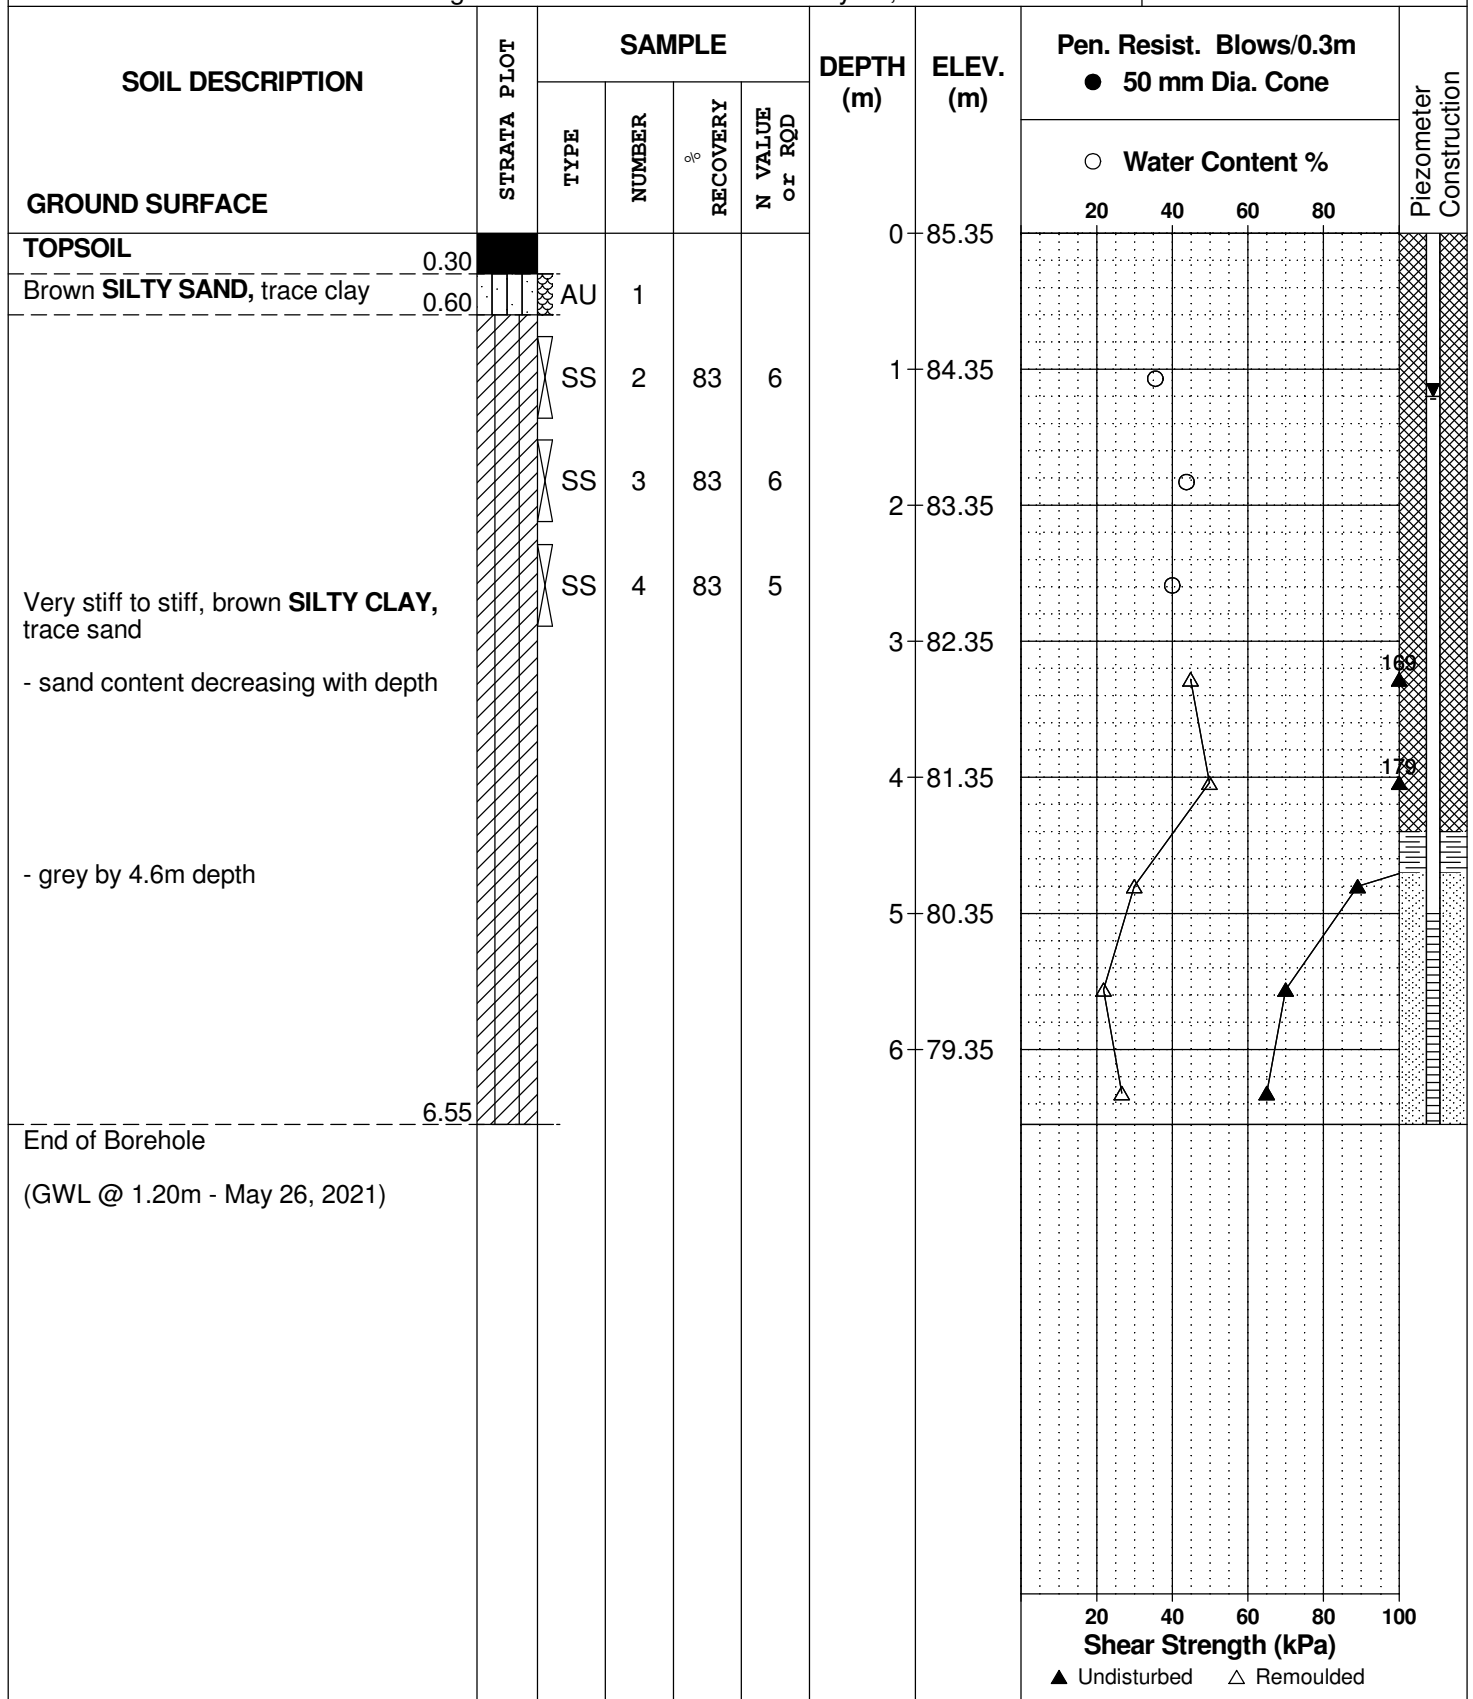 SOIL DESCRIPTION
GROUND SURFACE
STRATA PLOT
SAMPLE
TYPE
NUMBER
% RECOVERY
N VALUE or RQD
DEPTH (m)
ELEV. (m)
Pen. Resist. Blows/0.3m
● 50 mm Dia. Cone
○ Water Content %
20 40 60 80
Piezometer Construction
TOPSOIL
0.30
Brown SILTY SAND, trace clay
0.60
AU 1
SS 2 83 6
SS 3 83 6
SS 4 83 5
Very stiff to stiff, brown SILTY CLAY,
trace sand
- sand content decreasing with depth
- grey by 4.6m depth
6.55
End of Borehole
(GWL @ 1.20m - May 26, 2021)
0 85.35
1 84.35
2 83.35
3 82.35
4 81.35
5 80.35
6 79.35
169
179
20 40 60 80 100
Shear Strength (kPa)
▲ Undisturbed △ Remoulded